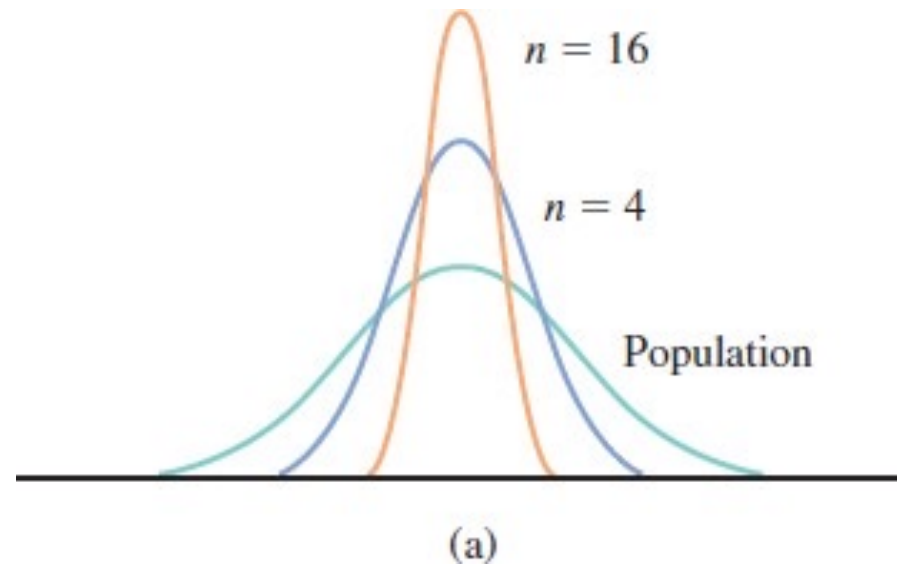 n = 16
n = 4
Population
(a)